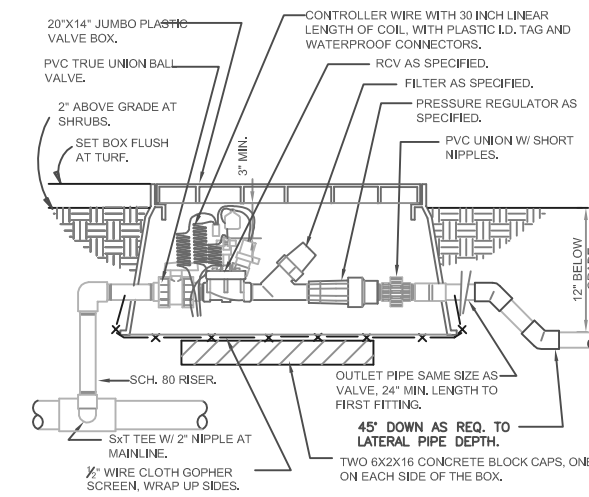 20"X14" JUMBO PLASTIC
VALVE BOX.
PVC TRUE UNION BALL
VALVE.
2" ABOVE GRADE AT
SHRUBS.
SET BOX FLUSH
AT TURF.
3" MIN.
CONTROLLER WIRE WITH 30 INCH LINEAR
LENGTH OF COIL, WITH PLASTIC I.D. TAG AND
WATERPROOF CONNECTORS.
RCV AS SPECIFIED.
FILTER AS SPECIFIED.
PRESSURE REGULATOR AS
SPECIFIED.
PVC UNION W/ SHORT
NIPPLES.
12" BELOW
SCH. 80 RISER.
SxT TEE W/ 2" NIPPLE AT
MAINLINE.
½" WIRE CLOTH GOPHER
SCREEN, WRAP UP SIDES.
OUTLET PIPE SAME SIZE AS
VALVE, 24" MIN. LENGTH TO
FIRST FITTING.
45° DOWN AS REQ. TO
LATERAL PIPE DEPTH.
TWO 6X2X16 CONCRETE BLOCK CAPS, ONE
ON EACH SIDE OF THE BOX.